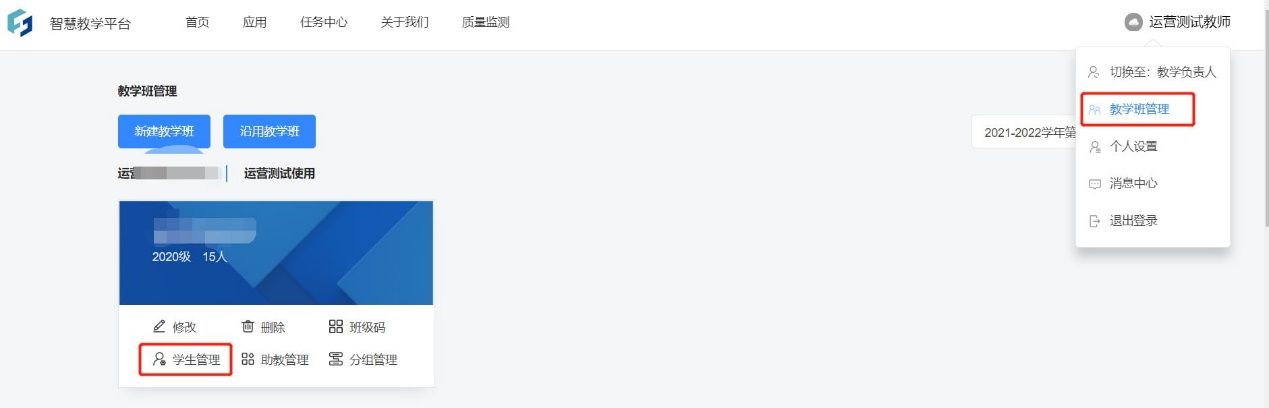 智慧教学平台 首页 应用 任务中心 关于我们 质量监测 运营测试教师
切换至：教学负责人
教学班管理
个人设置
消息中心
退出登录
教学班管理
新建教学班 沿用教学班 2021-2022学年第
运营测试使用
2020级 15人
修改 删除 班级码
学生管理 助教管理 分组管理